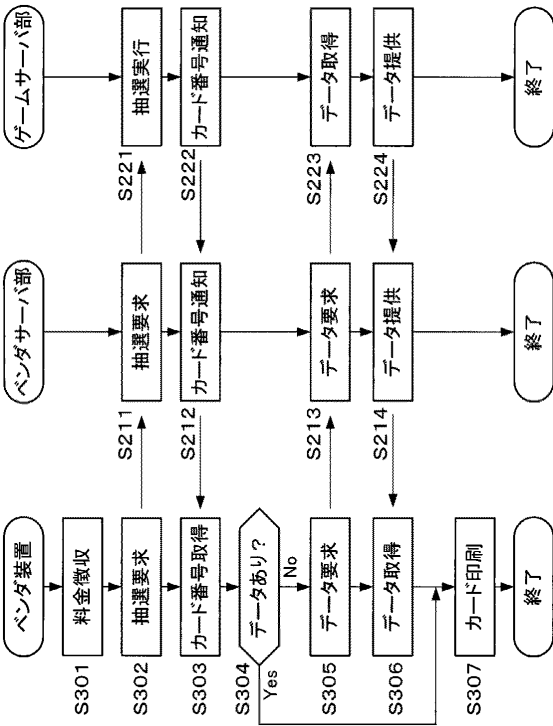 ベンダ装置
S301 料金徴収
S302 抽選要求
S303 カード番号取得
S304 データあり?
Yes
No
S305 データ要求
S306 データ取得
S307 カード印刷
終了
ベンダサーバ部
S211 抽選要求
S212 カード番号通知
S213 データ要求
S214 データ提供
終了
ゲームサーバ部
S221 抽選実行
S222 カード番号通知
S223 データ取得
S224 データ提供
終了